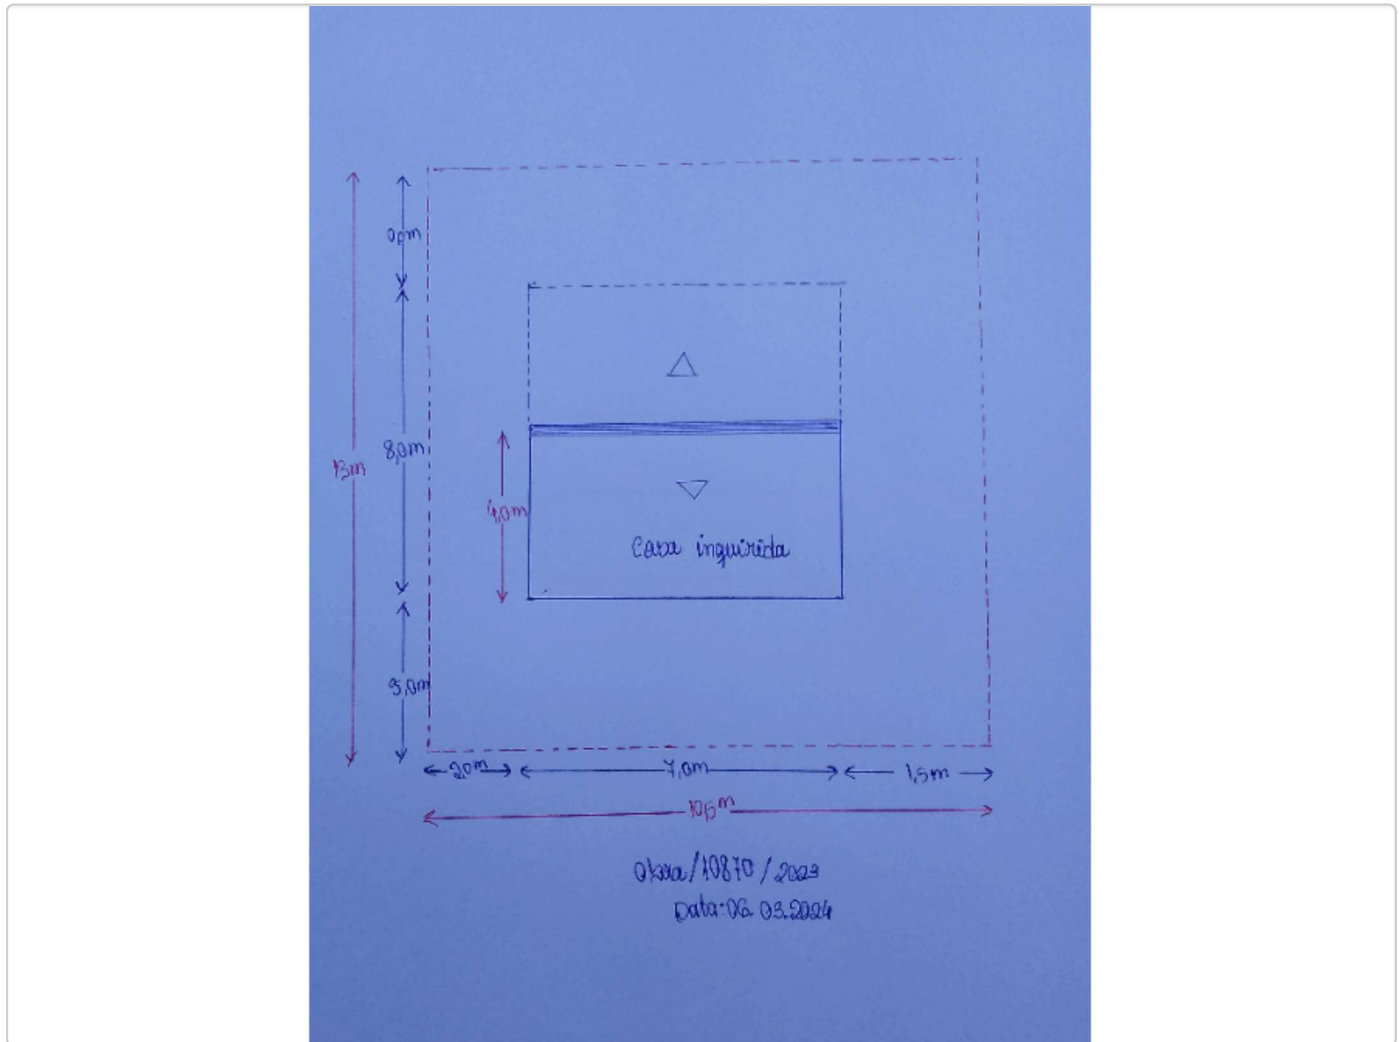 2,0m
8,0m
13m
4,0m
Casa inquirida
3,0m
2,0m
7,0m
1,5m
10,5m
Obra/10870/2023
Data:06.03.2024